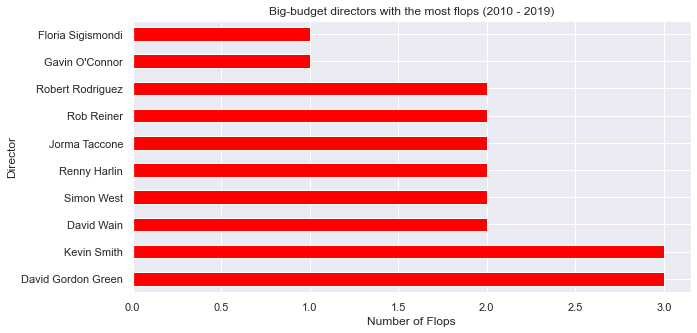 Big-budget directors with the most flops (2010 - 2019)
Floria Sigismondi
Gavin O'Connor
Robert Rodriguez
Rob Reiner
Jorma Taccone
Renny Harlin
Simon West
David Wain
Kevin Smith
David Gordon Green
Director
0.0 0.5 1.0 1.5 2.0 2.5 3.0
Number of Flops